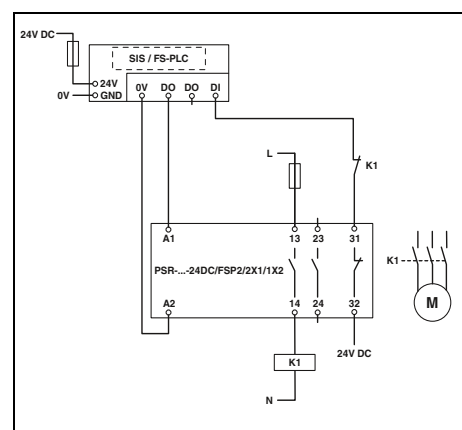 24V DC
SIS / FS-PLC
24V
0V
GND
0V DO DO DI
L
K1
A1 13 23 31
PSR-...-24DC/FSP2/2X1/1X2
K1
M
A2 14 24 32
K1
24V DC
N